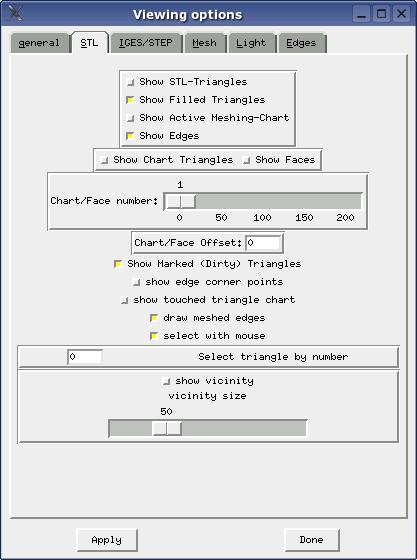 Viewing options
general STL IGES/STEP Mesh Light Edges
Show STL-Triangles
Show Filled Triangles
Show Active Meshing-Chart
Show Edges
Show Chart Triangles Show Faces
1
Chart/Face number:
0 50 100 150 200
Chart/Face Offset: 0
Show Marked (Dirty) Triangles
show edge corner points
show touched triangle chart
draw meshed edges
select with mouse
0 Select triangle by number
show vicinity
vicinity size
50
Apply Done